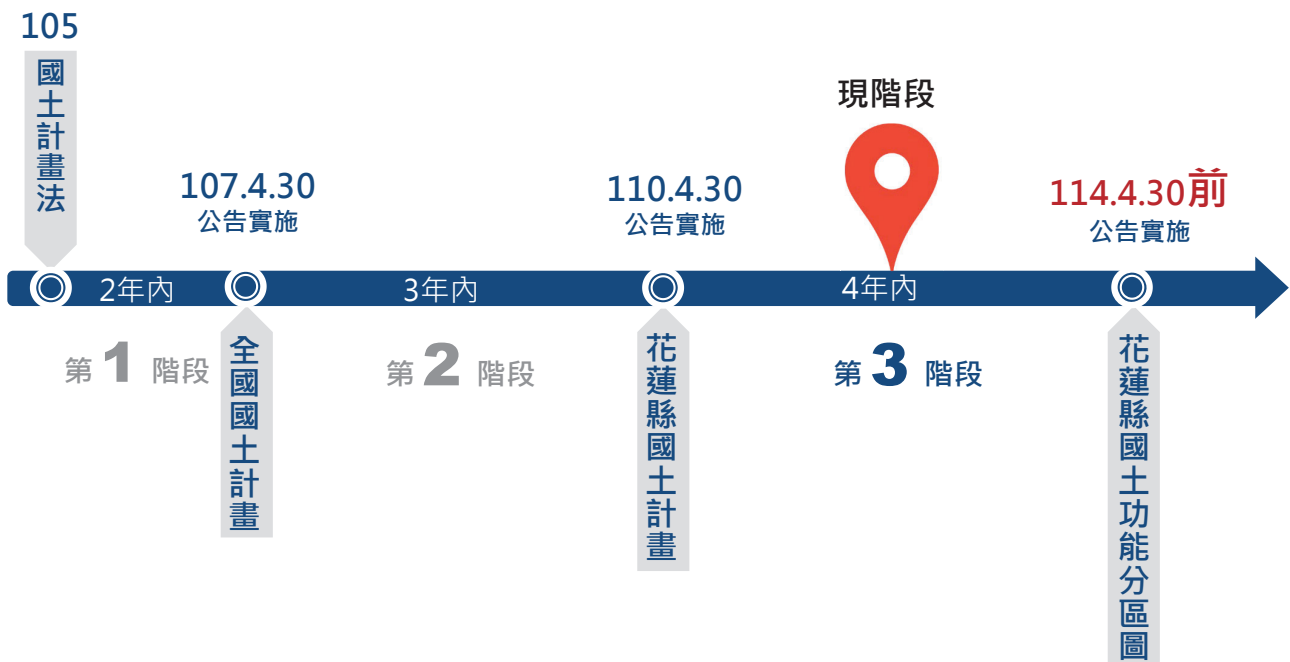 105
國土計畫法
107.4.30
公告實施
110.4.30
公告實施
現階段
114.4.30前
公告實施
2年內
3年內
4年內
第1階段
全國國土計畫
第2階段
花蓮縣國土計畫
第3階段
花蓮縣國土功能分區圖